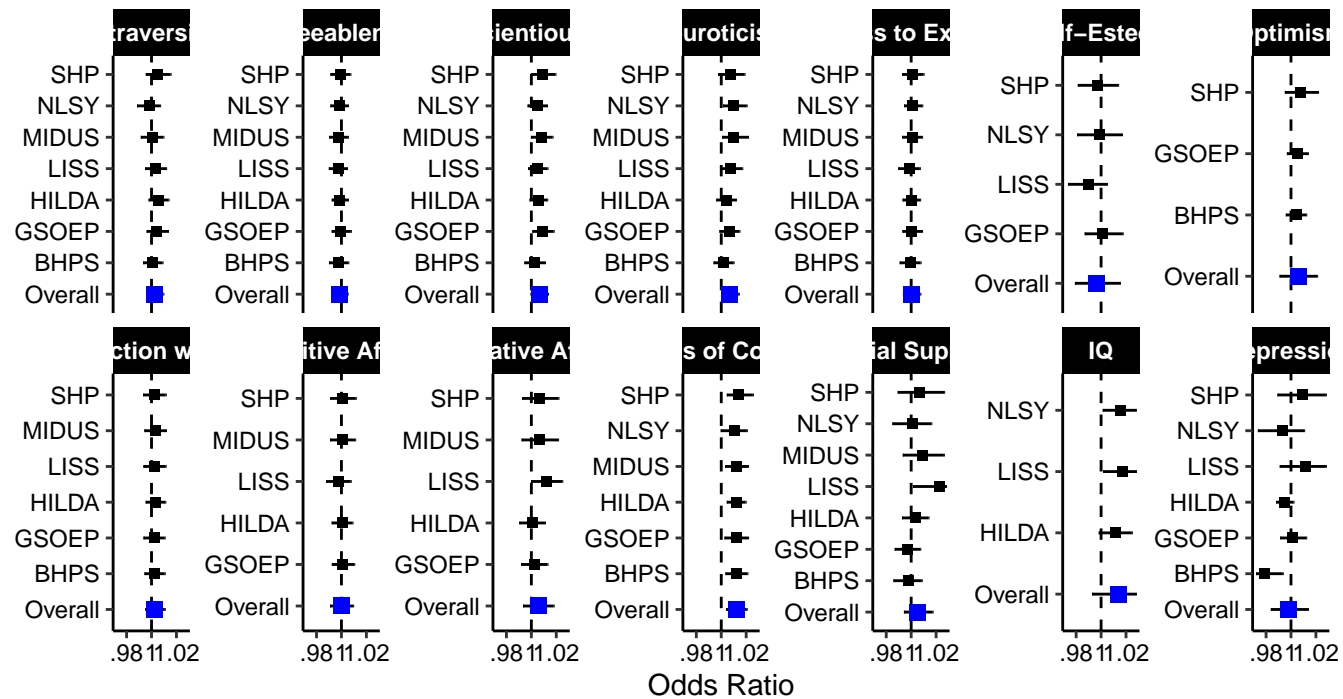 traversi eeablen cientious uroticis ss to Ex lf−Estee ptimism
SHP SHP SHP SHP SHP SHP SHP
NLSY NLSY NLSY NLSY NLSY NLSY GSOEP
MIDUS MIDUS MIDUS MIDUS MIDUS LISS BHPS
LISS LISS LISS LISS LISS GSOEP Overall
HILDA HILDA HILDA HILDA HILDA Overall
GSOEP GSOEP GSOEP GSOEP GSOEP
BHPS BHPS BHPS BHPS BHPS
Overall Overall Overall Overall Overall
ction w itive Aff ative Af s of Co ial Supp IQ epressio
SHP SHP SHP SHP SHP NLSY SHP
MIDUS MIDUS MIDUS NLSY NLSY LISS NLSY
LISS LISS LISS MIDUS MIDUS HILDA LISS
HILDA HILDA HILDA HILDA LISS Overall HILDA
GSOEP GSOEP GSOEP GSOEP HILDA GSOEP
BHPS Overall Overall BHPS GSOEP BHPS
Overall Overall BHPS Overall
Overall
.98 1 1.02 .98 1 1.02 .98 1 1.02 .98 1 1.02 .98 1 1.02 .98 1 1.02 .98 1 1.02
Odds Ratio